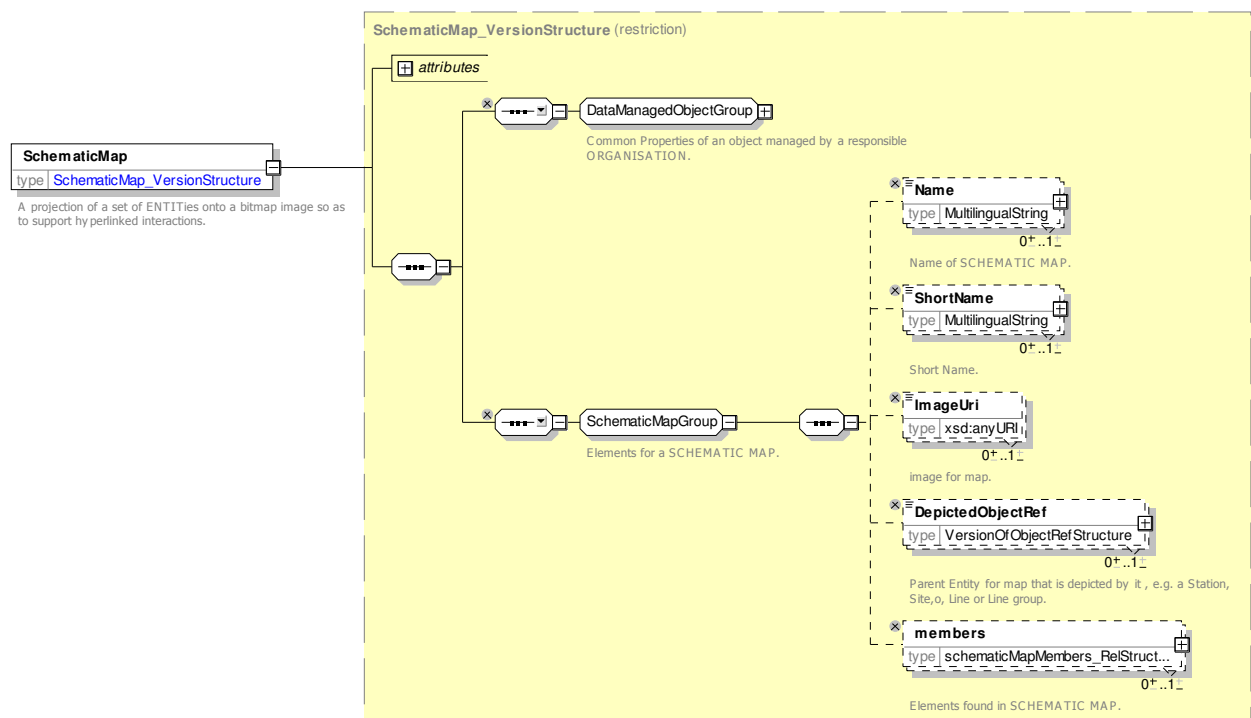 SchematicMap_VersionStructure (restriction)
attributes
DataManagedObjectGroup
Common Properties of an object managed by a responsible
ORGANISATION.
SchematicMap
type SchematicMap_VersionStructure
A projection of a set of ENTITies onto a bitmap image so as
to support hyperlinked interactions.
Name
type MultilingualString
0..1
Name of SCHEMATIC MAP.
ShortName
type MultilingualString
0..1
Short Name.
SchematicMapGroup
Elements for a SCHEMATIC MAP.
ImageUri
type xsd:anyURI
0..1
image for map.
DepictedObjectRef
type VersionOfObjectRefStructure
0..1
Parent Entity for map that is depicted by it , e.g. a Station,
Site,o, Line or Line group.
members
type schematicMapMembers_RelStruct...
0..1
Elements found in SCHEMATIC MAP.